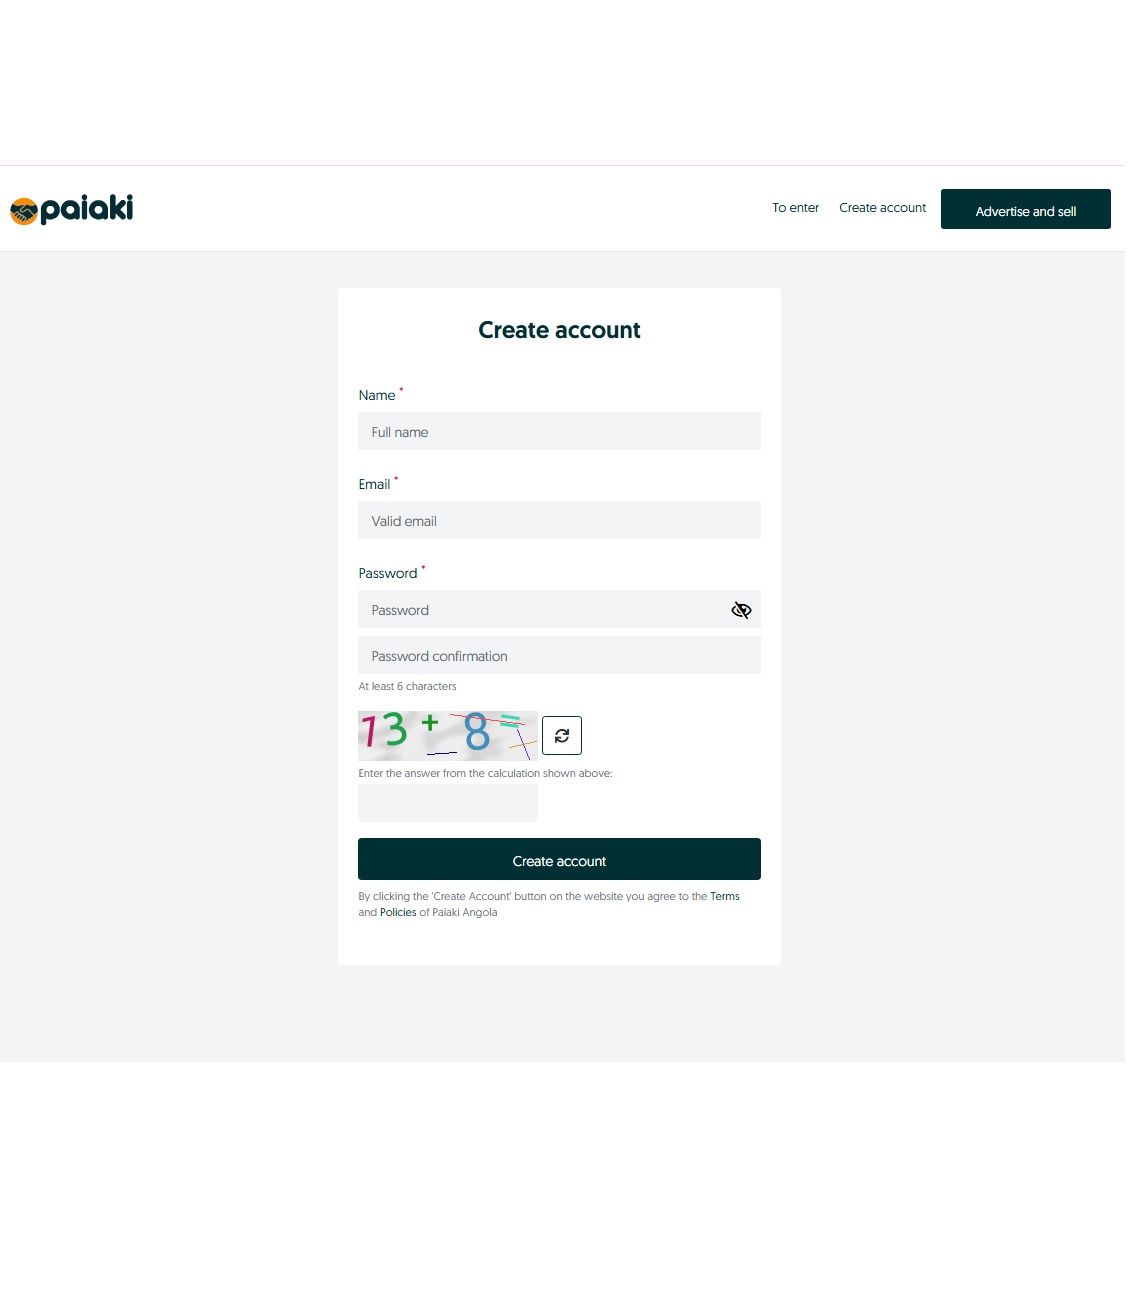 paiaki
To enter Create account Advertise and sell
Create account
Name *
Full name
Email *
Valid email
Password *
Password
Password confirmation
At least 6 characters
13 + 8 =
Enter the answer from the calculation shown above:
Create account
By clicking the 'Create Account' button on the website you agree to the Terms
and Policies of Paiaki Angola